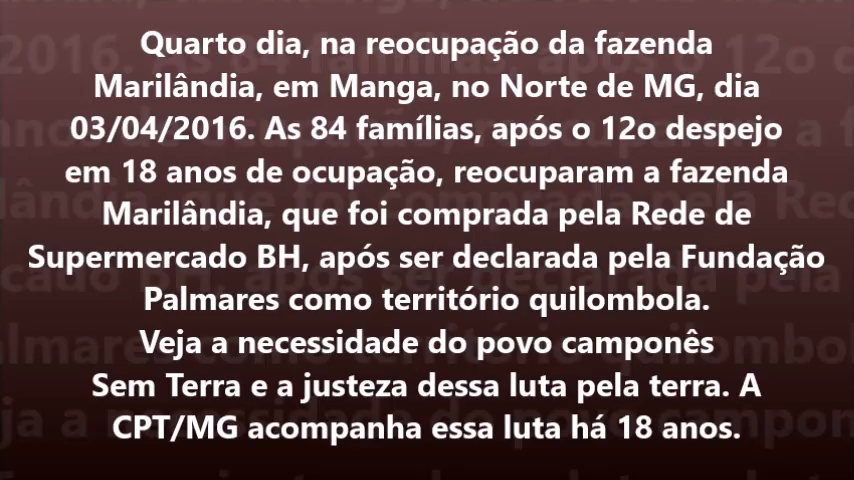 Quarto dia, na reocupação da fazenda
Marilândia, em Manga, no Norte de MG, dia
03/04/2016. As 84 famílias, após o 12o despejo
em 18 anos de ocupação, reocuparam a fazenda
Marilândia, que foi comprada pela Rede de
Supermercado BH, após ser declarada pela Fundação
Palmares como território quilombola.
Veja a necessidade do povo camponês
Sem Terra e a justeza dessa luta pela terra. A
CPT/MG acompanha essa luta há 18 anos.